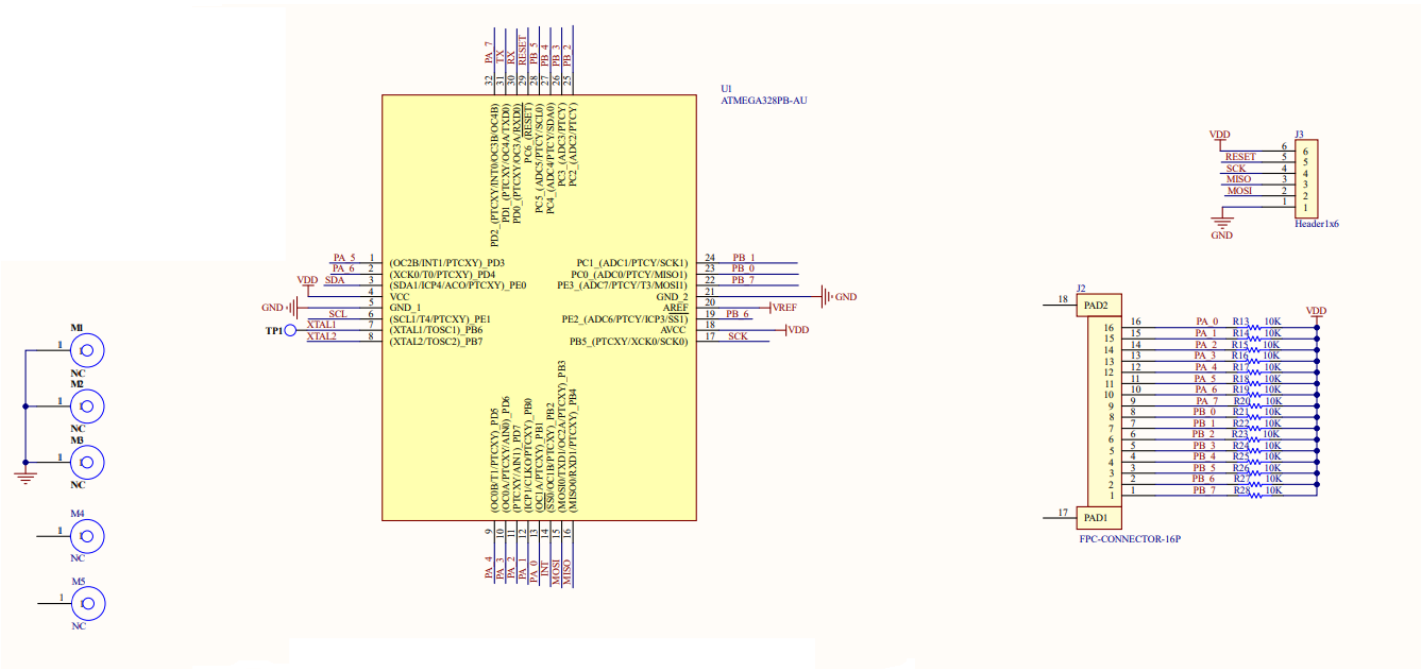 PA_7
TX
RX
RESET
PB_5
PB_4
PB_3
PB_2
32
31
30
29
28
27
26
25
U1
ATMEGA328PB-AU
PD2_(PTCXY/INT0/OC3B/OC4B)
PD1_(PTCXY/OC4A/TXD0)
PD0_(PTCXY/OC3A/RXD0)
PC6_(RESET)
PC5_(ADC5/PTCY/SCL0)
PC4_(ADC4/PTCY/SDA0)
PC3_(ADC3/PTCY)
PC2_(ADC2/PTCY)
PA_5 1 (OC2B/INT1/PTCXY)_PD3
PA_6 2 (XCK0/T0/PTCXY)_PD4
VDD SDA 3 (SDA1/ICP4/ACO/PTCXY)_PE0
4 VCC
GND 5 GND_1
SCL 6 (SCL1/T4/PTCXY)_PE1
TP1 XTAL1 7 (XTAL1/TOSC1)_PB6
XTAL2 8 (XTAL2/TOSC2)_PB7
PC1_(ADC1/PTCY/SCK1) 24 PB_1
PC0_(ADC0/PTCY/MISO1) 23 PB_0
PE3_(ADC7/PTCY/T3/MOSI1) 22 PB_7
GND_2 21 GND
AREF 20 VREF
PE2_(ADC6/PTCY/ICP3/SS1) 19 PB_6
AVCC 18 VDD
PB5_(PTCXY/XCK0/SCK0) 17 SCK
(OC0B/T1/PTCXY)_PD5
(OC0A/PTCXY/AIN0)_PD6
(PTCXY/AIN1)_PD7
(ICP1/CLKO/PTCXY)_PB0
(OC1A/PTCXY)_PB1
(SS0/OC1B/PTCXY)_PB2
(MOSI0/TXD1/OC2A/PTCXY)_PB3
(MISO0/RXD1/PTCXY)_PB4
9
10
11
12
13
14
15
16
PA_4
PA_3
PA_2
PA_1
PA_0
INT
MOSI
MISO
M1
1
NC
M2
1
NC
M3
1
NC
M4
1
NC
M5
1
NC
VDD J3
6 6
RESET 5 5
SCK 4 4
MISO 3 3
MOSI 2 2
1 1
GND Header1x6
J2
18 PAD2
VDD
16 16 PA_0 R13 10K
15 15 PA_1 R14 10K
14 14 PA_2 R15 10K
13 13 PA_3 R16 10K
12 12 PA_4 R17 10K
11 11 PA_5 R18 10K
10 10 PA_6 R19 10K
9 9 PA_7 R20 10K
8 8 PB_0 R21 10K
7 7 PB_1 R22 10K
6 6 PB_2 R23 10K
5 5 PB_3 R24 10K
4 4 PB_4 R25 10K
3 3 PB_5 R26 10K
2 2 PB_6 R27 10K
1 1 PB_7 R28 10K
17 PAD1
FPC-CONNECTOR-16P